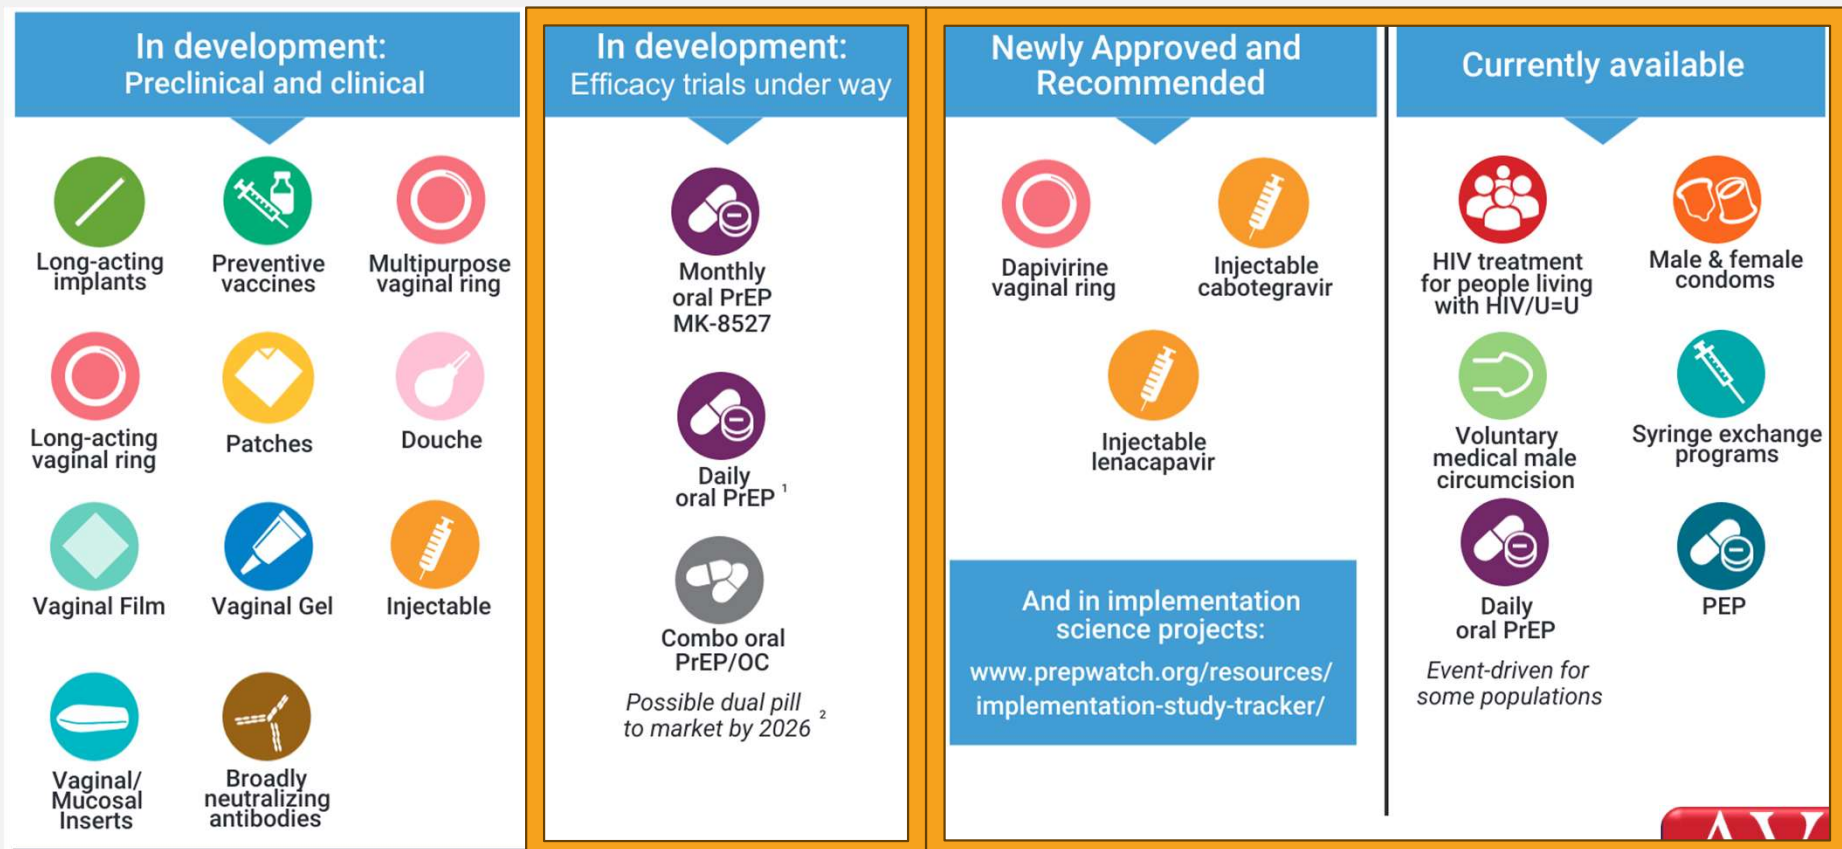 In development:
Preclinical and clinical
Long-acting
implants
Preventive
vaccines
Multipurpose
vaginal ring
Long-acting
vaginal ring
Patches
Douche
Vaginal Film
Vaginal Gel
Injectable
Vaginal/
Mucosal
Inserts
Broadly
neutralizing
antibodies
In development:
Efficacy trials under way
Monthly
oral PrEP
MK-8527
Daily
oral PrEP 1
Combo oral
PrEP/OC
Possible dual pill
to market by 2026 2
Newly Approved and
Recommended
Dapivirine
vaginal ring
Injectable
cabotegravir
Injectable
lenacapavir
And in implementation
science projects:
www.prepwatch.org/resources/
implementation-study-tracker/
Currently available
HIV treatment
for people living
with HIV/U=U
Male & female
condoms
Voluntary
medical male
circumcision
Syringe exchange
programs
Daily
oral PrEP
Event-driven for
some populations
PEP